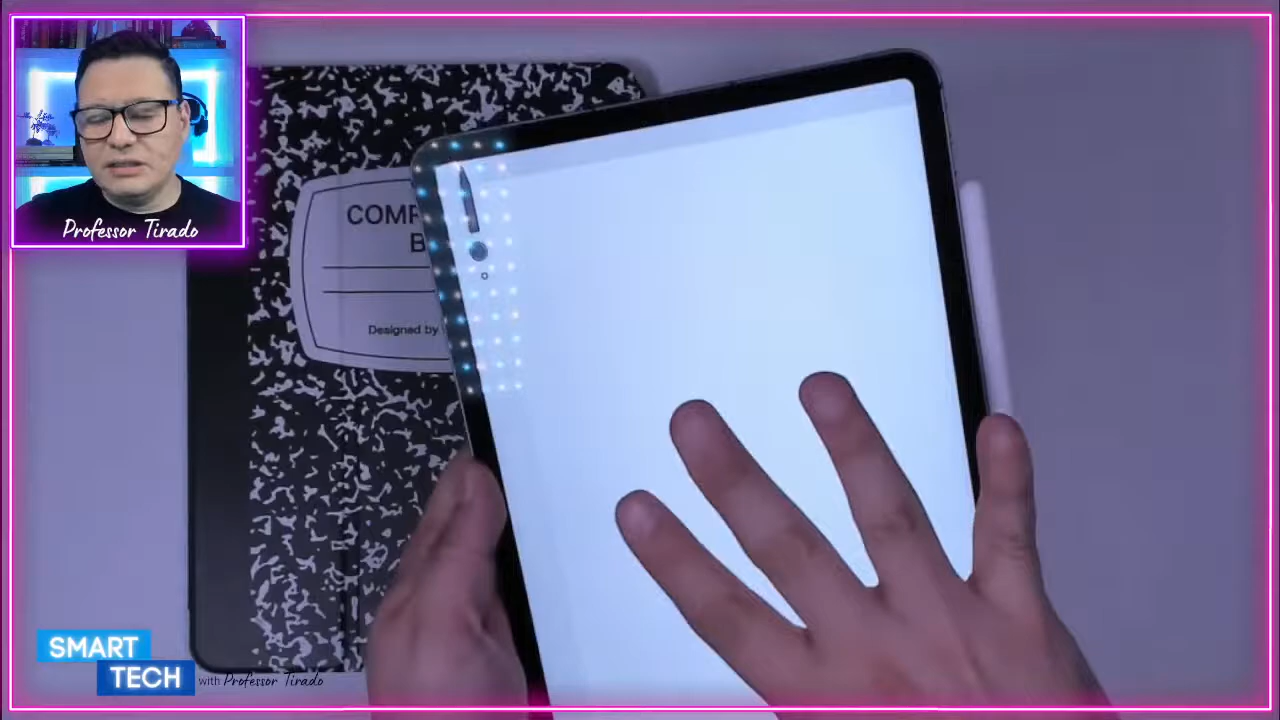 Professor Tirado
COMP
B
Designed by
SMART
TECH
with Professor Tirado